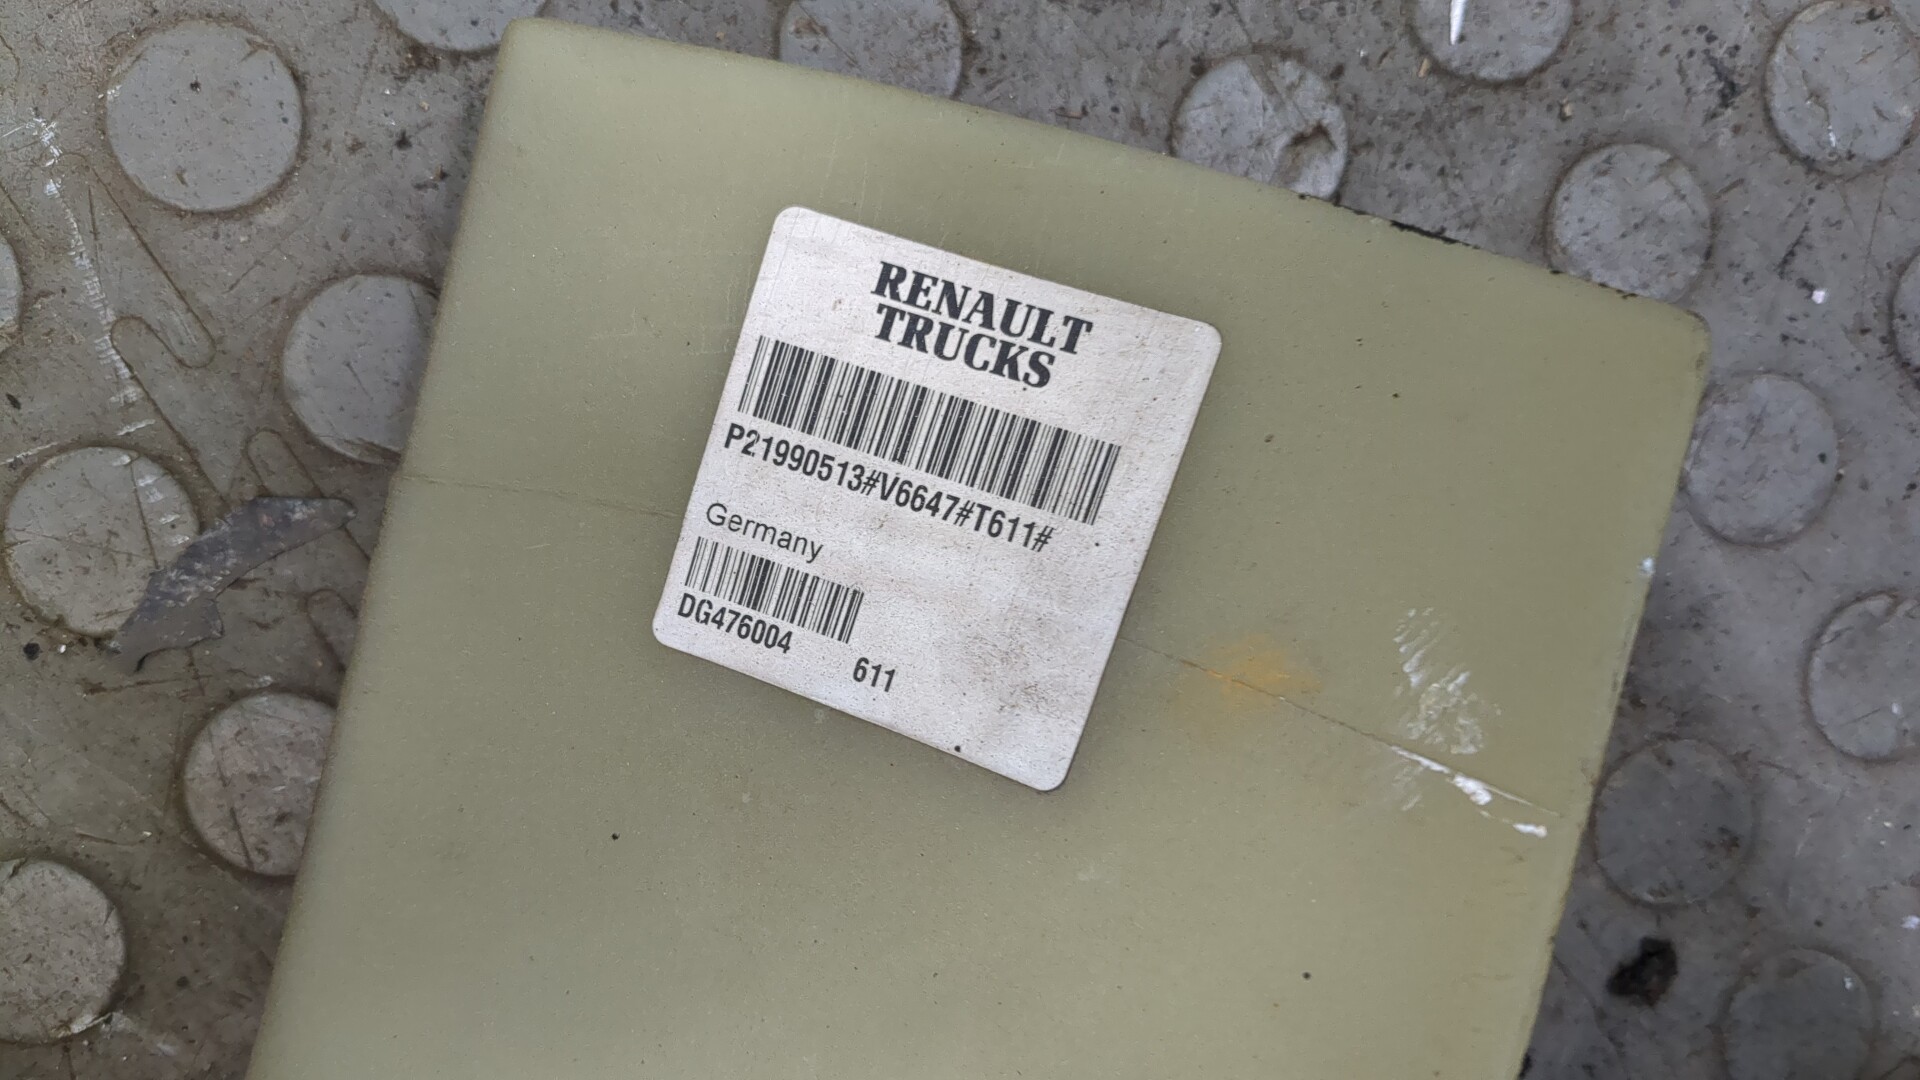 RENAULT
TRUCKS
P21990513#V6647#T611#
Germany
DG476004
611